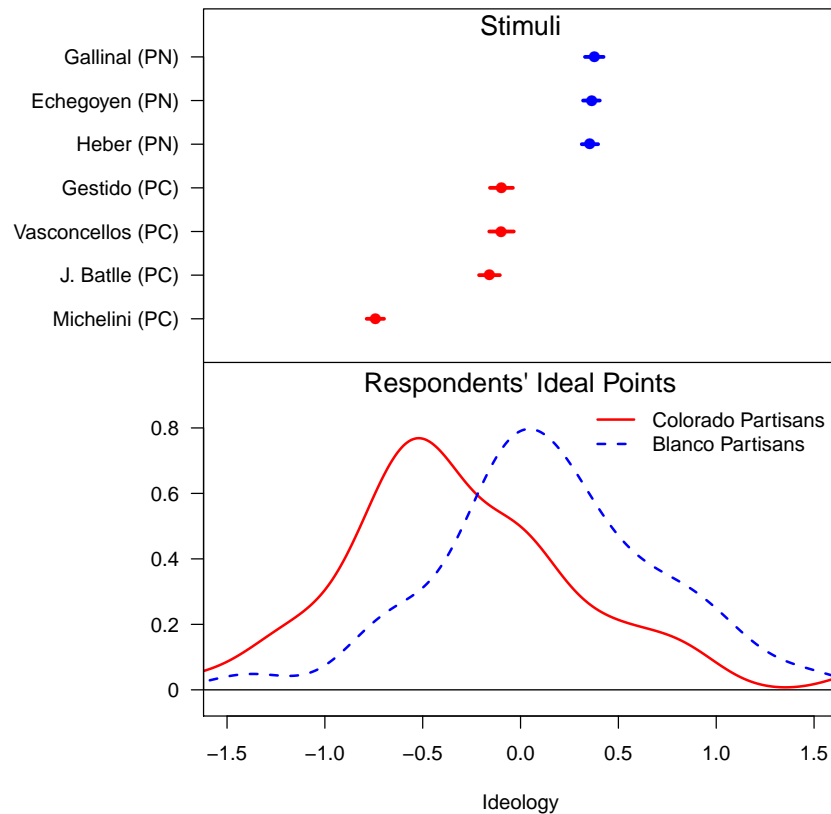 Stimuli
Gallinal (PN)
Echegoyen (PN)
Heber (PN)
Gestido (PC)
Vasconcellos (PC)
J. Batlle (PC)
Michelini (PC)
Respondents' Ideal Points
Colorado Partisans
Blanco Partisans
0.8
0.6
0.4
0.2
0
−1.5 −1.0 −0.5 0.0 0.5 1.0 1.5
Ideology